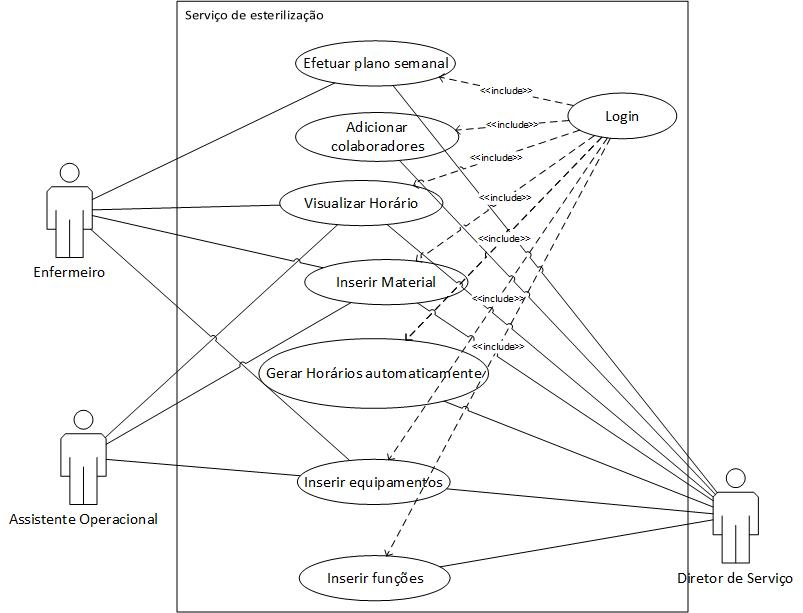 Serviço de esterilização
Efetuar plano semanal
<<include>>
Login
Adicionar
colaboradores
<<include>>
<<include>>
Visualizar Horário
<<include>>
<<include>>
Enfermeiro
Inserir Material
<<include>>
<<include>>
Gerar Horários automaticamente
Inserir equipamentos
Assistente Operacional
Inserir funções
Diretor de Serviço